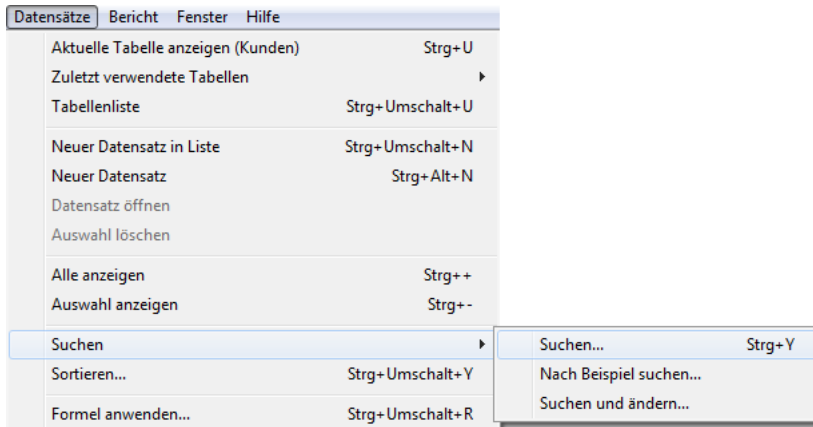 Datensätze Bericht Fenster Hilfe
Aktuelle Tabelle anzeigen (Kunden) Strg+U
Zuletzt verwendete Tabellen
Tabellenliste Strg+Umschalt+U
Neuer Datensatz in Liste Strg+Umschalt+N
Neuer Datensatz Strg+Alt+N
Datensatz öffnen
Auswahl löschen
Alle anzeigen Strg++
Auswahl anzeigen Strg+-
Suchen
Suchen... Strg+Y
Sortieren... Strg+Umschalt+Y
Nach Beispiel suchen...
Suchen und ändern...
Formel anwenden... Strg+Umschalt+R